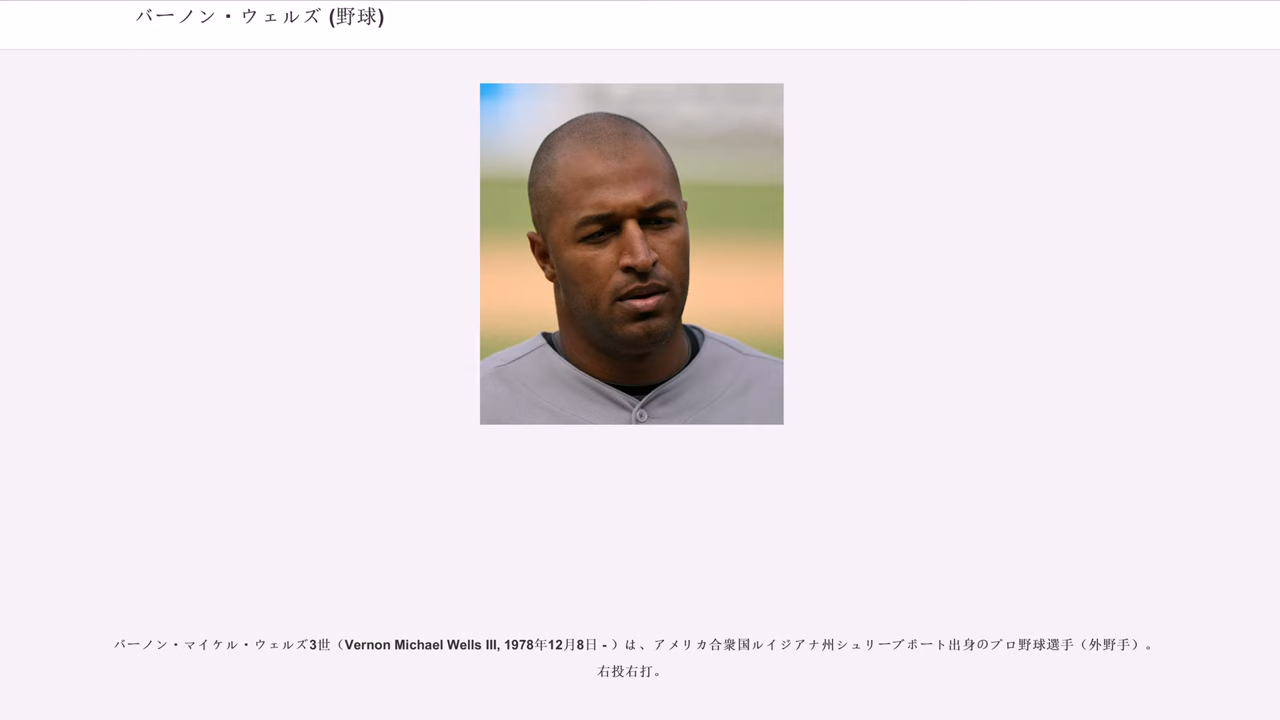 バーノン・ウェルズ (野球)
バーノン・マイケル・ウェルズ3世（Vernon Michael Wells III, 1978年12月8日 - ）は、アメリカ合衆国ルイジアナ州シュリーブポート出身のプロ野球選手（外野手）。
右投右打。